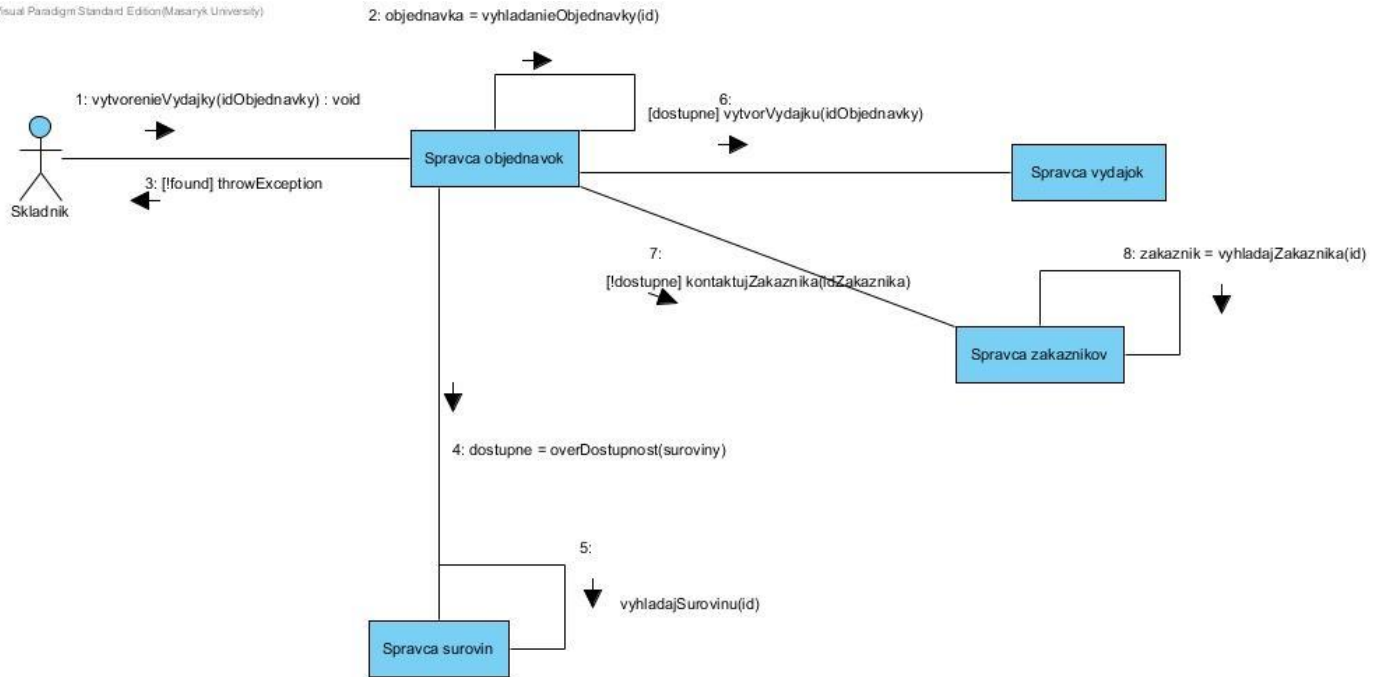 Visual Paradigm Standard Edition(Masaryk University)
2: objednavka = vyhladanieObjednavky(id)
1: vytvorenieVydajky(idObjednavky) : void
6:
[dostupne] vytvorVydajku(idObjednavky)
Spravca objednavok
Spravca vydajok
3: [!found] throwException
Skladnik
7:
[!dostupne] kontaktujZakaznika(idZakaznika)
8: zakaznik = vyhladajZakaznika(id)
Spravca zakaznikov
4: dostupne = overDostupnost(suroviny)
5:
vyhladajSurovinu(id)
Spravca surovin